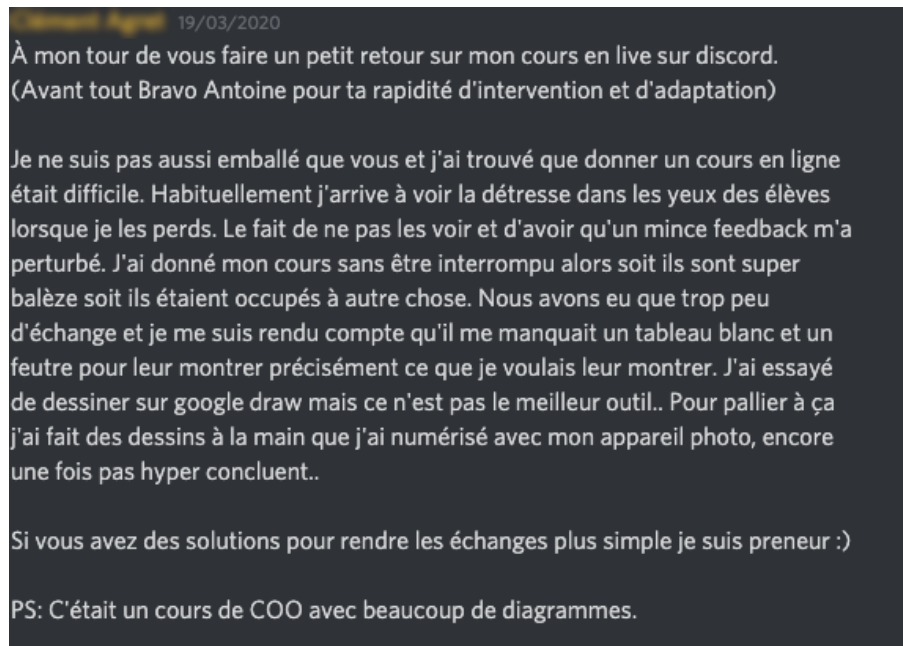 19/03/2020
À mon tour de vous faire un petit retour sur mon cours en live sur discord.
(Avant tout Bravo Antoine pour ta rapidité d'intervention et d'adaptation)
Je ne suis pas aussi emballé que vous et j'ai trouvé que donner un cours en ligne
était difficile. Habituellement j'arrive à voir la détresse dans les yeux des élèves
lorsque je les perds. Le fait de ne pas les voir et d'avoir qu'un mince feedback m'a
perturbé. J'ai donné mon cours sans être interrompu alors soit ils sont super
balèze soit ils étaient occupés à autre chose. Nous avons eu que trop peu
d'échange et je me suis rendu compte qu'il me manquait un tableau blanc et un
feutre pour leur montrer précisément ce que je voulais leur montrer. J'ai essayé
de dessiner sur google draw mais ce n'est pas le meilleur outil.. Pour pallier à ça
j'ai fait des dessins à la main que j'ai numérisé avec mon appareil photo, encore
une fois pas hyper concluent..
Si vous avez des solutions pour rendre les échanges plus simple je suis preneur :)
PS: C'était un cours de COO avec beaucoup de diagrammes.